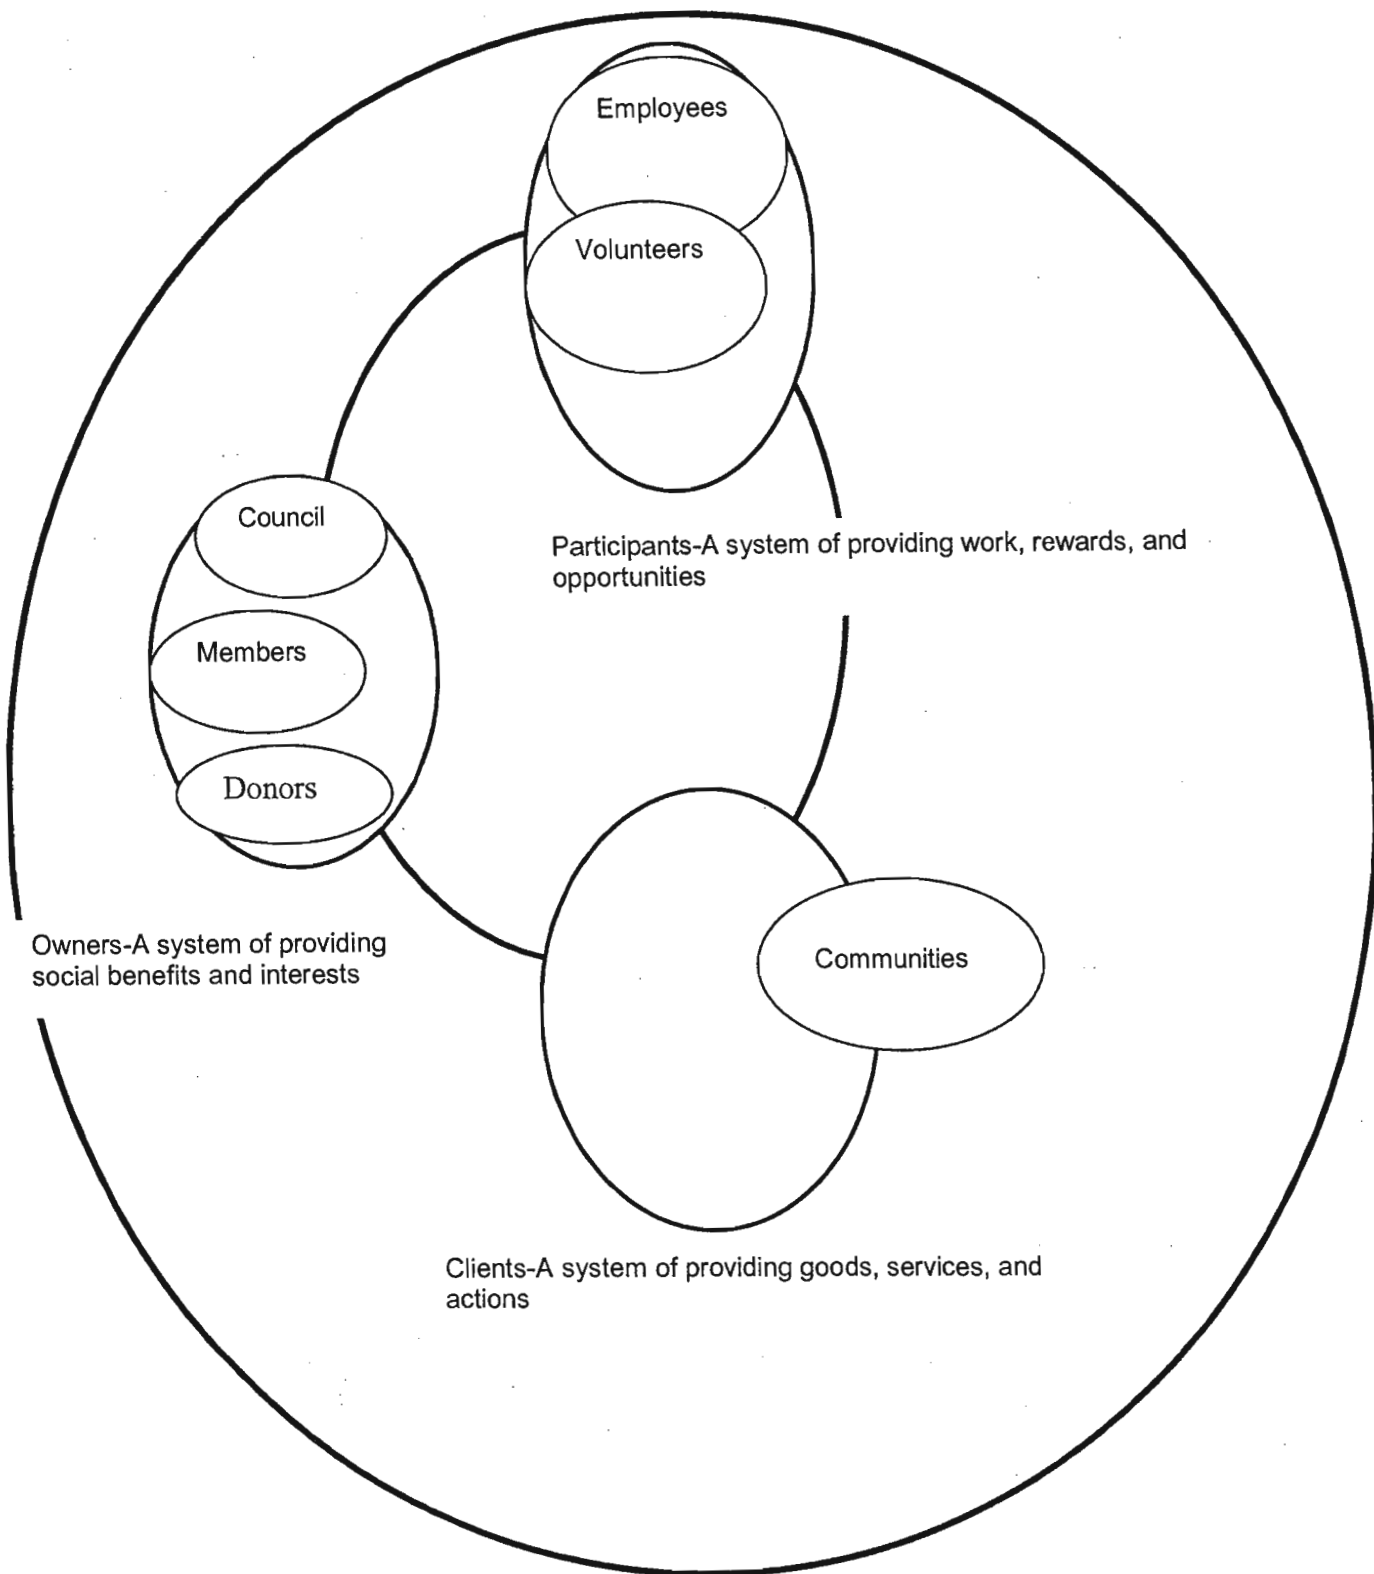 Employees
Volunteers
Council
Participants-A system of providing work, rewards, and
opportunities
Members
Donors
Owners-A system of providing
social benefits and interests
Communities
Clients-A system of providing goods, services, and
actions